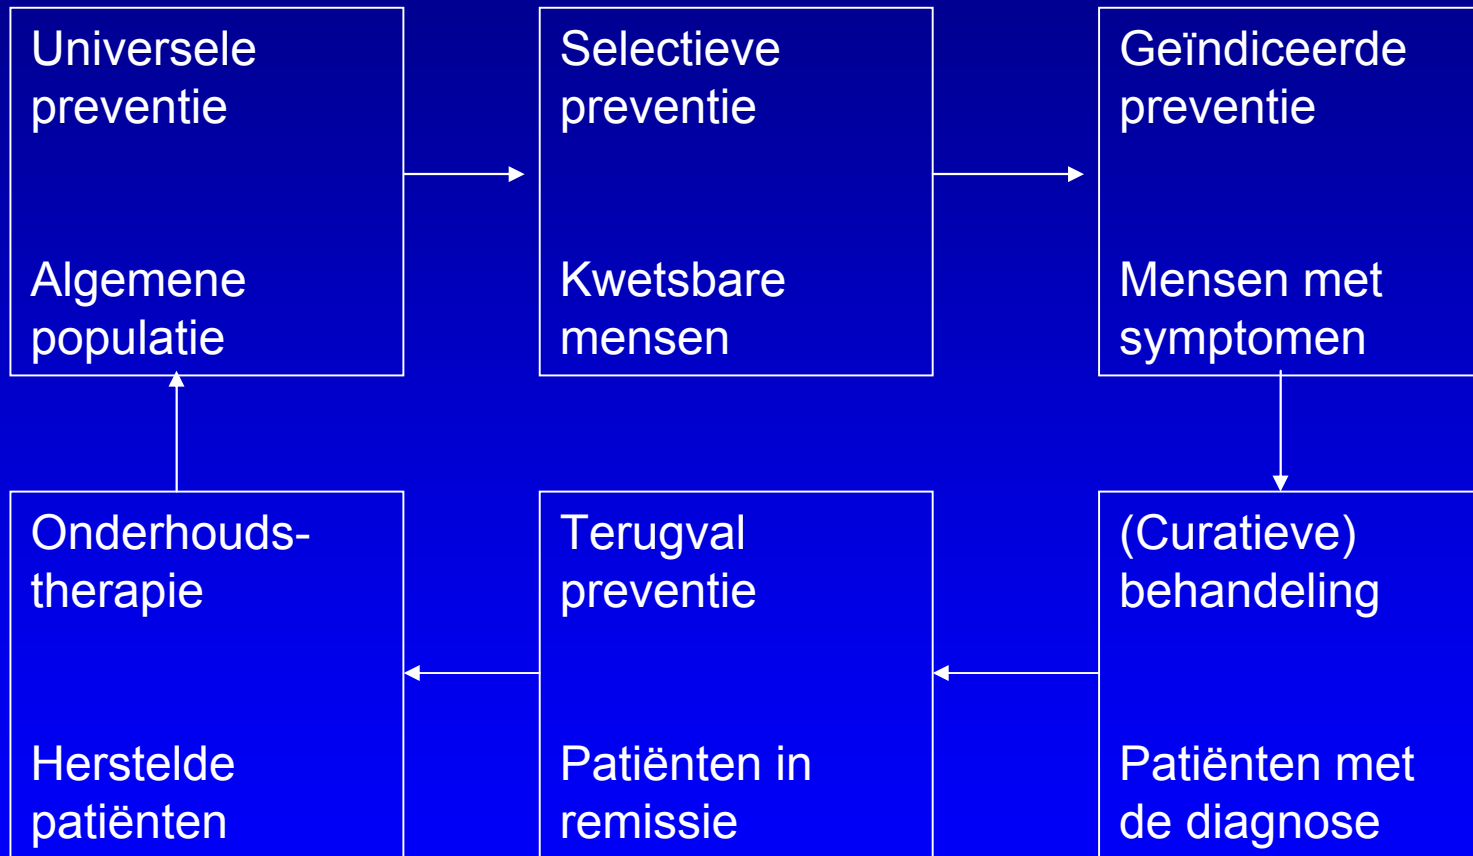 Universele
preventie
Algemene
populatie
Selectieve
preventie
Kwetsbare
mensen
Geïndiceerde
preventie
Mensen met
symptomen
(Curatieve)
behandeling
Patiënten met
de diagnose
Terugval
preventie
Patiënten in
remissie
Onderhouds-
therapie
Herstelde
patiënten